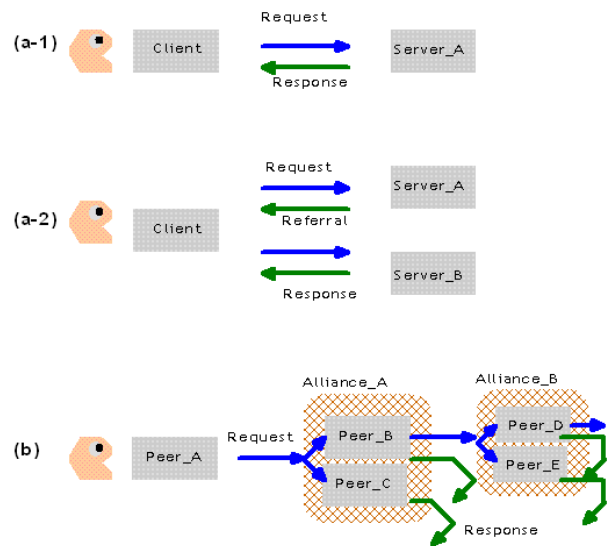 Request
(a-1)
Client
Server_A
Response
Request
Server_A
(a-2)
Referral
Client
Server_B
Response
Alliance_A
Alliance_B
Request
Peer_B
Peer_D
(b)
Peer_A
Peer_E
Peer_C
Response